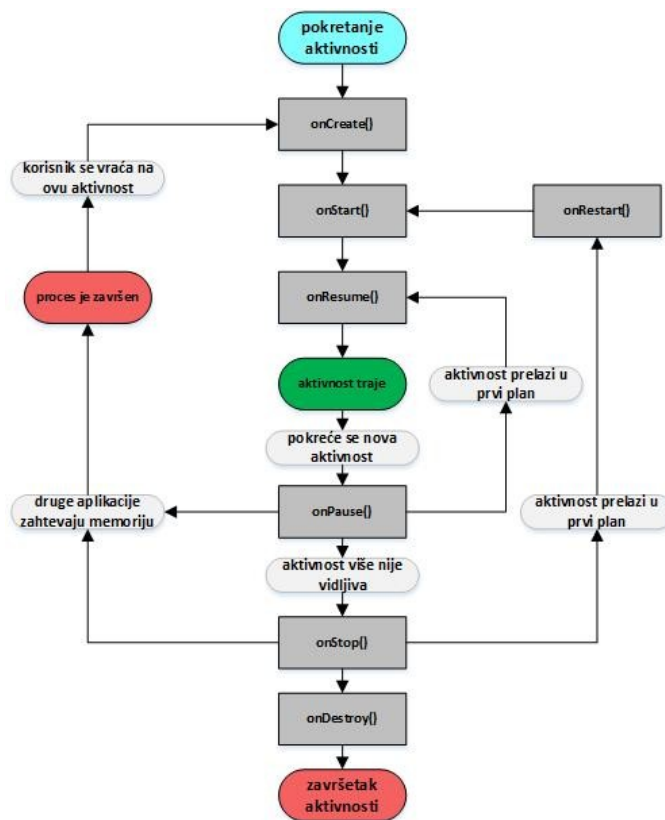 pokretanje
aktivnosti
onCreate()
korisnik se vraća na
ovu aktivnost
onStart()
onRestart()
proces je završen
onResume()
aktivnost traje
aktivnost prelazi u
prvi plan
pokreće se nova
aktivnost
druge aplikacije
zahtevaju memoriju
onPause()
aktivnost prelazi u
prvi plan
aktivnost više nije
vidljiva
onStop()
onDestroy()
završetak
aktivnosti